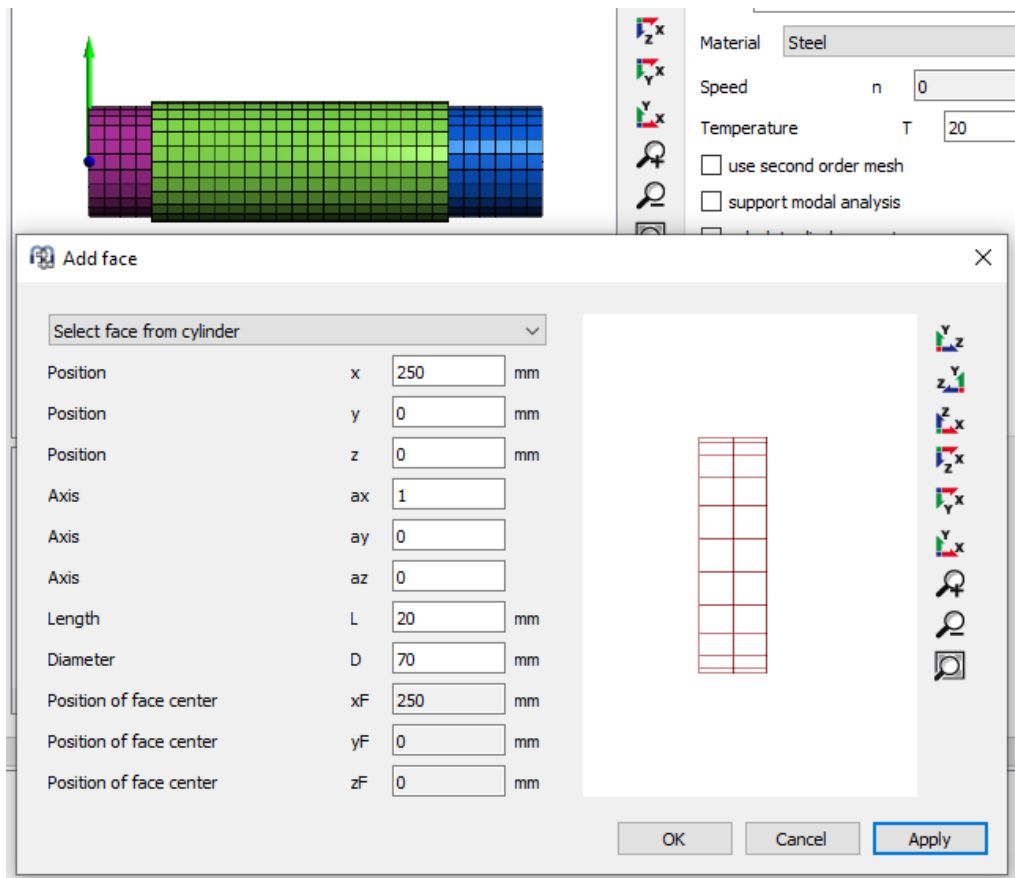 Z X
Material Steel
Y X
Speed n 0
Y X
Temperature T 20
use second order mesh
support modal analysis
Add face
Select face from cylinder
Position x 250 mm
Position y 0 mm
Position z 0 mm
Axis ax 1
Axis ay 0
Axis az 0
Length L 20 mm
Diameter D 70 mm
Position of face center xF 250 mm
Position of face center yF 0 mm
Position of face center zF 0 mm
Y Z
Z Y
Z X
Z X
Y X
Y X
OK Cancel Apply